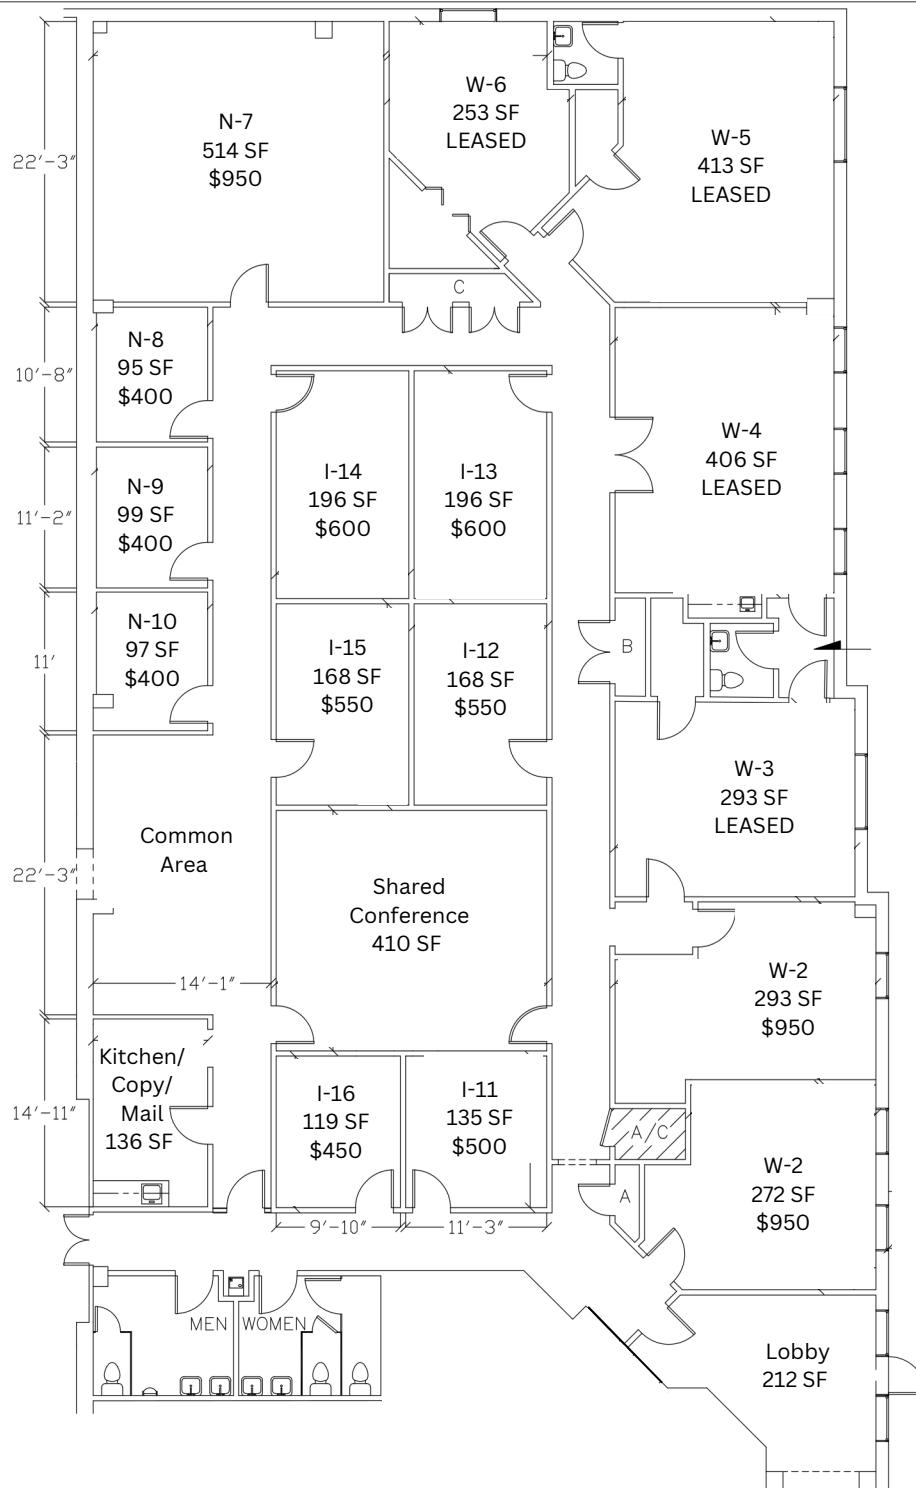 N-7
514 SF
$950
W-6
253 SF
LEASED
W-5
413 SF
LEASED
22'-3"
C
N-8
95 SF
$400
10'-8"
I-14
196 SF
$600
I-13
196 SF
$600
W-4
406 SF
LEASED
N-9
99 SF
$400
11'-2"
N-10
97 SF
$400
11'
I-15
168 SF
$550
I-12
168 SF
$550
B
W-3
293 SF
LEASED
Common
Area
22'-3"
Shared
Conference
410 SF
14'-1"
W-2
293 SF
$950
Kitchen/
Copy/
Mail
136 SF
14'-11"
I-16
119 SF
$450
I-11
135 SF
$500
A/C
A
W-2
272 SF
$950
9'-10"
11'-3"
MEN
WOMEN
Lobby
212 SF